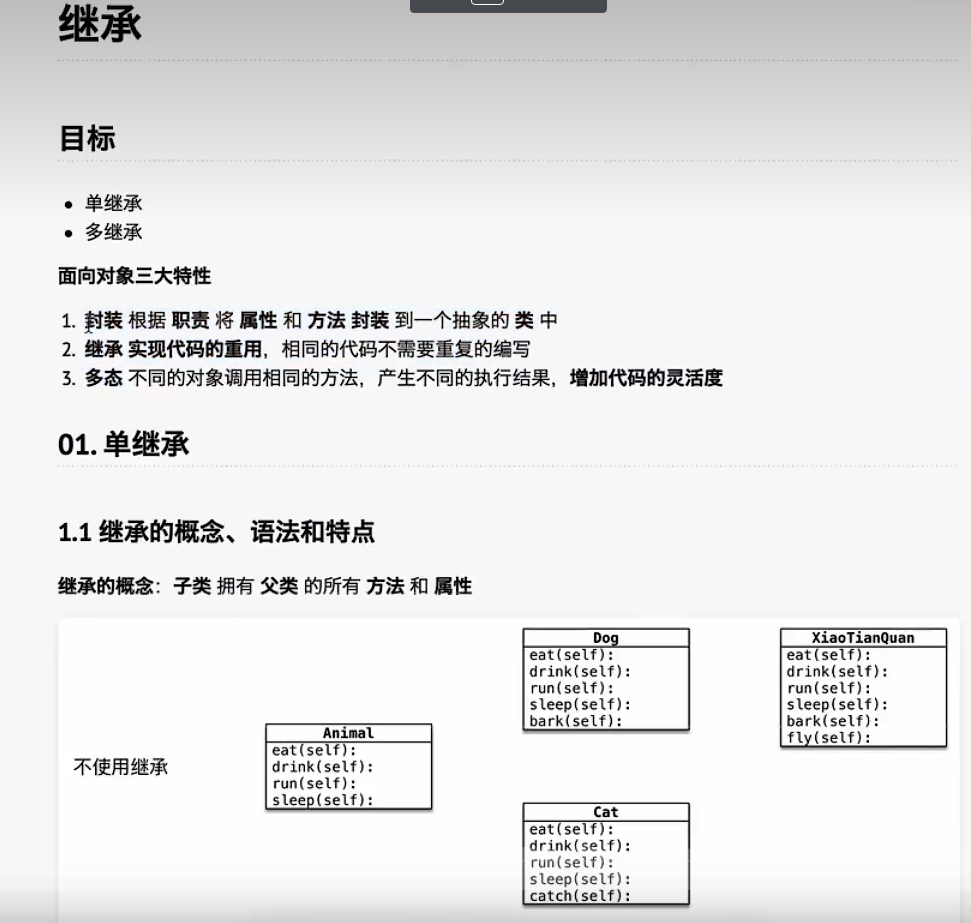 继承
目标
单继承
多继承
面向对象三大特性
1. 封装 根据 职责 将 属性 和 方法 封装 到一个抽象的 类 中
2. 继承 实现代码的重用，相同的代码不需要重复的编写
3. 多态 不同的对象调用相同的方法，产生不同的执行结果，增加代码的灵活度
01. 单继承
1.1 继承的概念、语法和特点
继承的概念：子类 拥有 父类 的所有 方法 和 属性
不使用继承
Animal
eat(self):
drink(self):
run(self):
sleep(self):
Dog
eat(self):
drink(self):
run(self):
sleep(self):
bark(self):
XiaoTianQuan
eat(self):
drink(self):
run(self):
sleep(self):
bark(self):
fly(self):
Cat
eat(self):
drink(self):
run(self):
sleep(self):
catch(self):